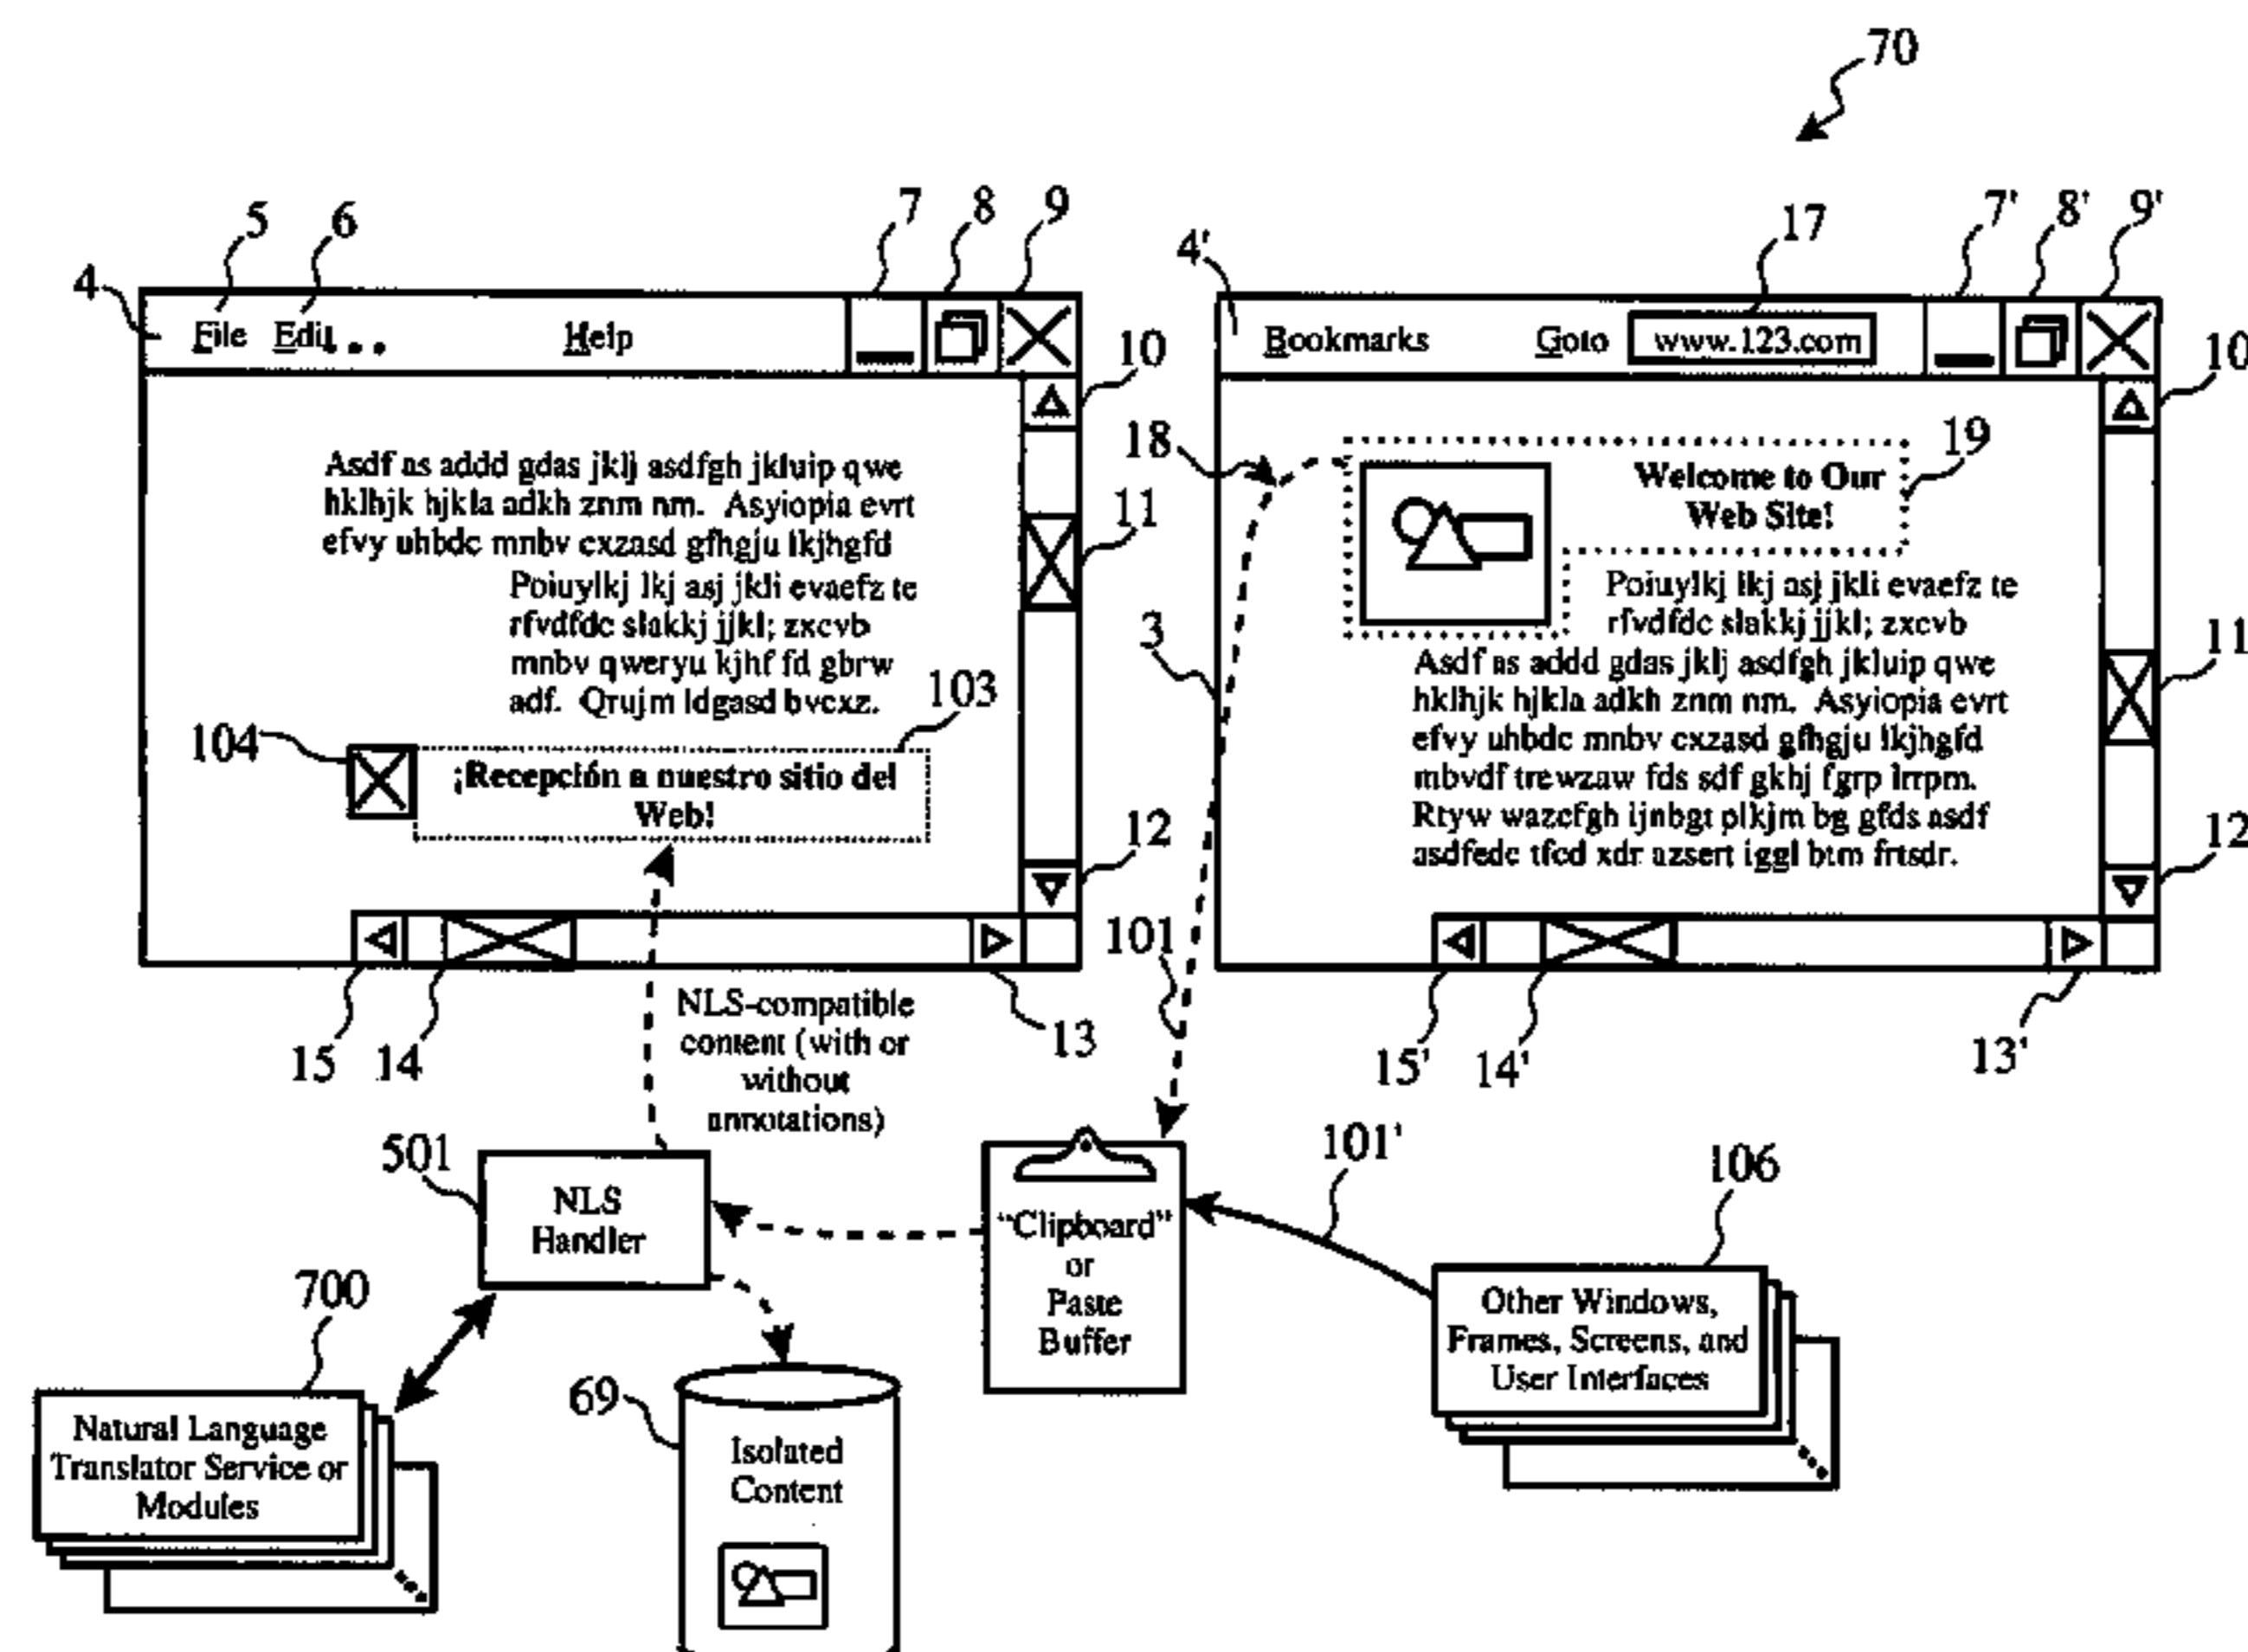 70
5
6
7
8
9
4
File Edit...
Help
10
Asdf as addd gdas jklj asdfgh jkluip qwe
hklhjk hjkla adkh znm nm. Asyiopia evrt
efvy uhbdc mnbv cxzasd gfhgju lkjhgfd
Poiuylkj lkj asj jkli evaefz te
rfvdfdc slakkj jjkl; zxcvb
mnbv qweryu kjhf fd gbrw
adf. Qrujm ldgasd bvcxz.
11
103
104
¡Recepción a nuestro sitio del
Web!
12
15
14
13
4'
17
7'
8'
9'
Bookmarks
Goto
www.123.com
10
18
19
Welcome to Our
Web Site!
3
Poiuylkj lkj asj jkli evaefz te
rfvdfdc slakkj jjkl; zxcvb
Asdf as addd gdas jklj asdfgh jkluip qwe
hklhjk hjkla adkh znm nm. Asyiopia evrt
efvy uhbdc mnbv cxzasd gfhgju lkjhgfd
mbvdf trewzaw fds sdf gkhj fgrp lrrpm.
Rtyw wazcfgh ijnbgt plkjm bg gfds asdf
asdfedc tfcd xdr azsert iggl btm frtsdr.
11
12
101
15'
14'
13'
NLS-compatible
content (with or
without
annotations)
501
NLS
Handler
"Clipboard"
or
Paste
Buffer
101'
106
Other Windows,
Frames, Screens, and
User Interfaces
700
Natural Language
Translator Service or
Modules
69
Isolated
Content